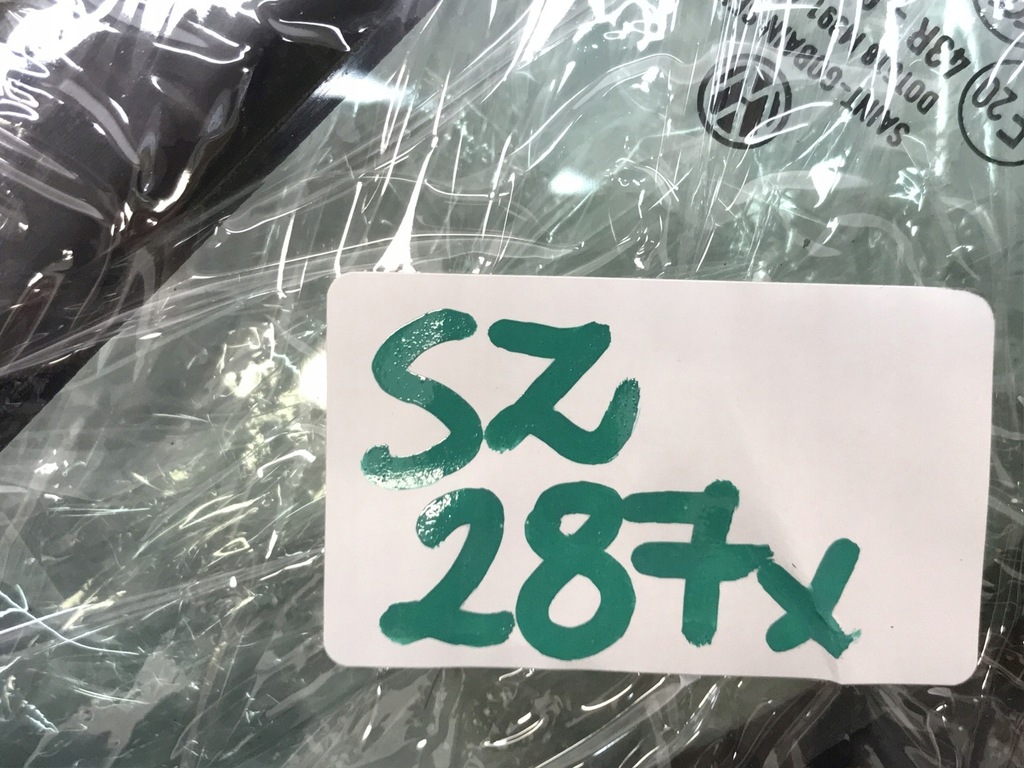 SZ
287x
SAINT-GOBAIN
43R
E20